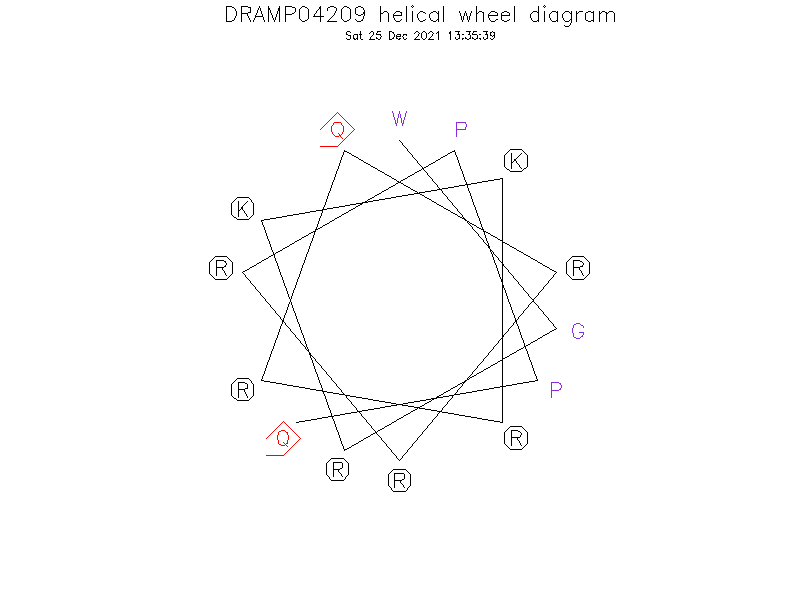 DRAMP04209 helical wheel diagram
Sat 25 Dec 2021 13:35:39
Q W P
K
K
R R
G
R P
Q R
R R